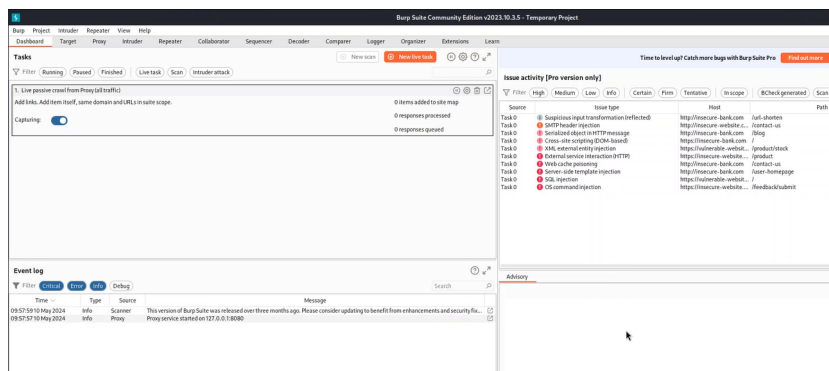 Burp Suite Community Edition v2023.10.3.5 - Temporary Project
Burp Project Intruder Repeater View Help
Dashboard Target Proxy Intruder Repeater Collaborator Sequencer Decoder Comparer Logger Organizer Extensions Learn
Tasks
New scan
New live task
Filter Running Paused Finished Live task Scan Intruder attack
1. Live passive crawl from Proxy (all traffic)
Add links. Add item itself, same domain and URLs in suite scope.
0 items added to site map
Capturing:
0 responses processed
0 responses queued
Event log
Filter Critical Error Info Debug
Search
Time Type Source Message
09:57:59 10 May 2024 Info Scanner This version of Burp Suite was released over three months ago. Please consider updating to benefit from enhancements and security fix...
09:57:57 10 May 2024 Info Proxy Proxy service started on 127.0.0.1:8080
Time to level up? Catch more bugs with Burp Suite Pro
Find out more
Issue activity [Pro version only]
Filter High Medium Low Info Certain Firm Tentative In scope BCheck generated Scan
Source Issue type Host Path
Task 0 Suspicious input transformation (reflected) http://insecure-bank.com /url-shorten
Task 0 SMTP header injection http://insecure-website.c... /contact-us
Task 0 Serialized object in HTTP message http://insecure-bank.com /blog
Task 0 Cross-site scripting (DOM-based) https://insecure-bank.com /
Task 0 XML external entity injection https://vulnerable-websit... /product/stock
Task 0 External service interaction (HTTP) https://insecure-website.... /product
Task 0 Web cache poisoning http://insecure-bank.com /contact-us
Task 0 Server-side template injection http://insecure-bank.com /user-homepage
Task 0 SQL injection https://vulnerable-websit... /
Task 0 OS command injection https://insecure-website.... /feedback/submit
Advisory